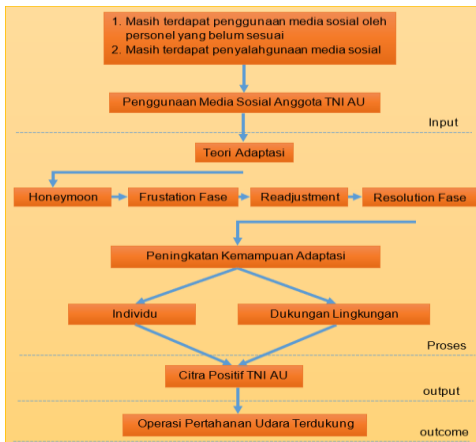 1. Masih terdapat penggunaan media sosial oleh
personel yang belum sesuai
2. Masih terdapat penyalahgunaan media sosial
Penggunaan Media Sosial Anggota TNI AU
Input
Teori Adaptasi
Honeymoon
Frustation Fase
Readjustment
Resolution Fase
Peningkatan Kemampuan Adaptasi
Individu
Dukungan Lingkungan
Proses
Citra Positif TNI AU
output
Operasi Pertahanan Udara Terdukung
outcome